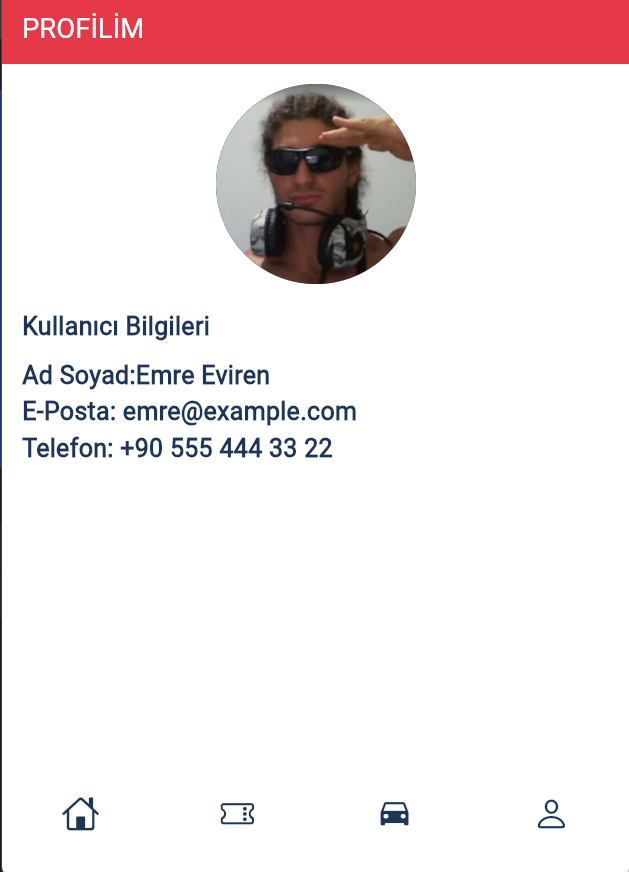 PROFİLİM
Kullanıcı Bilgileri
Ad Soyad:Emre Eviren
E-Posta: emre@example.com
Telefon: +90 555 444 33 22